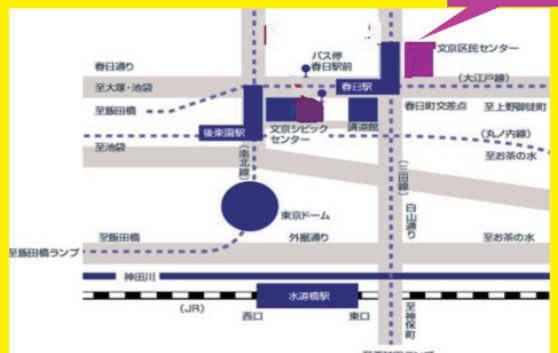 バス停
春日駅前
文京区民センター
春日通り
至大塚・池袋
春日駅
(大江戸線)
至飯田橋
春日町交差点
至上野御徒町
後楽園駅
文京シビック
センター
講道館
(丸ノ内線)
至池袋
至お茶の水
(南北線)
(三田線)
白山通り
東京ドーム
至飯田橋
外堀通り
至お茶の水
至飯田橋ランプ
神田川
水道橋駅
(JR)
西口
東口
至神保町